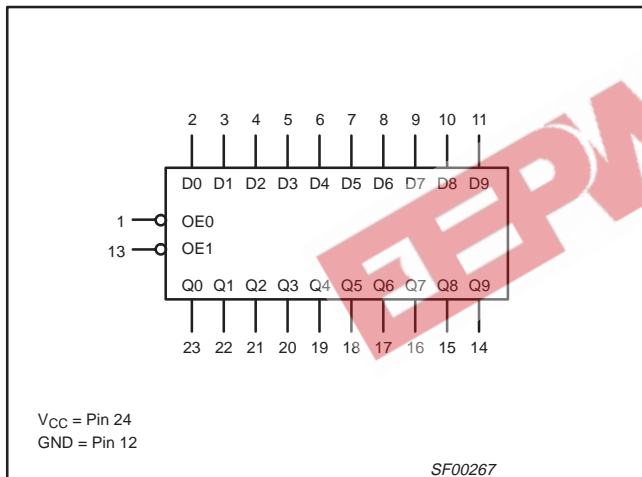 2 3 4 5 6 7 8 9 10 11
D0 D1 D2 D3 D4 D5 D6 D7 D8 D9
1 OE0
13 OE1
Q0 Q1 Q2 Q3 Q4 Q5 Q6 Q7 Q8 Q9
23 22 21 20 19 18 17 16 15 14
VCC = Pin 24
GND = Pin 12
SF00267
EEPW